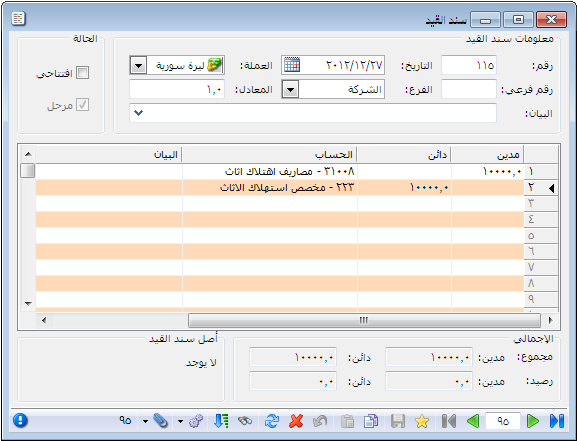 سند القيد
معلومات سند القيد
الحالة
رقم: ١١٥ التاريخ: ٢٠١٢/١٢/٢٧ العملة: ليرة سورية
افتتاحي
رقم فرعي: الفرع: الشركة المعادل: ١,٠
مرحل
البيان:
مدين دائن الحساب البيان
١ ١٠٠٠٠,٠ ٣١٠٠٨ - مصاريف اهتلاك اثاث
٢ ١٠٠٠٠,٠ ٢٢٣ - مخصص استهلاك الاثاث
٣
٤
٥
٦
٧
٨
٩
الإجمالي
أصل سند القيد
مجموع: مدين: ١٠٠٠٠,٠ دائن: ١٠٠٠٠,٠
لا يوجد
رصيد: مدين: ٠,٠ دائن: ٠,٠
٩٥ ٩٥